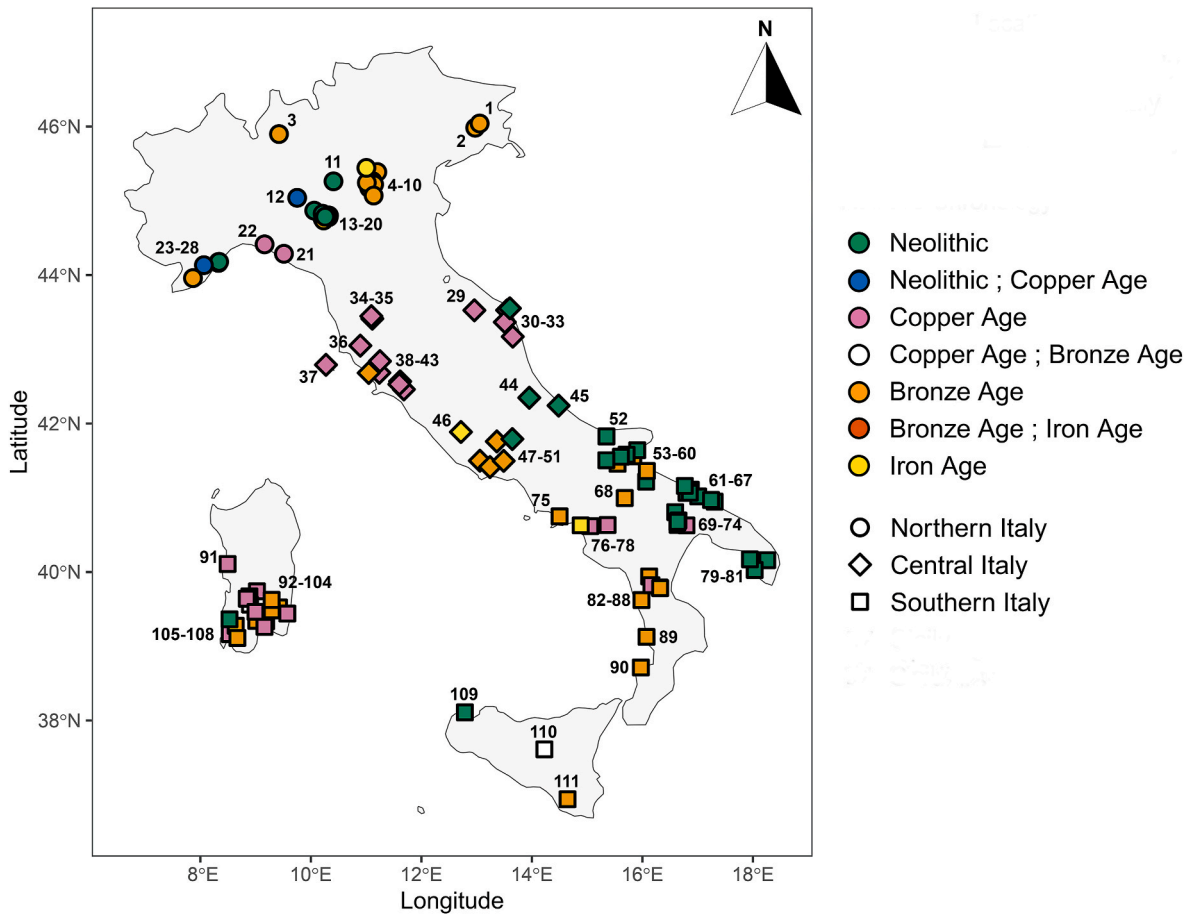 N
1
2
3
46°N
11
4-10
12
13-20
22
21
23-28
44°N
29
30-33
34-35
36
37
38-43
44
45
42°N
46
47-51
52
53-60
61-67
68
75
69-74
76-78
79-81
40°N
91
92-104
82-88
105-108
89
90
38°N
109
110
111
8°E
10°E
12°E
14°E
16°E
18°E
Longitude
Latitude
Neolithic
Neolithic ; Copper Age
Copper Age
Copper Age ; Bronze Age
Bronze Age
Bronze Age ; Iron Age
Iron Age
Northern Italy
Central Italy
Southern Italy